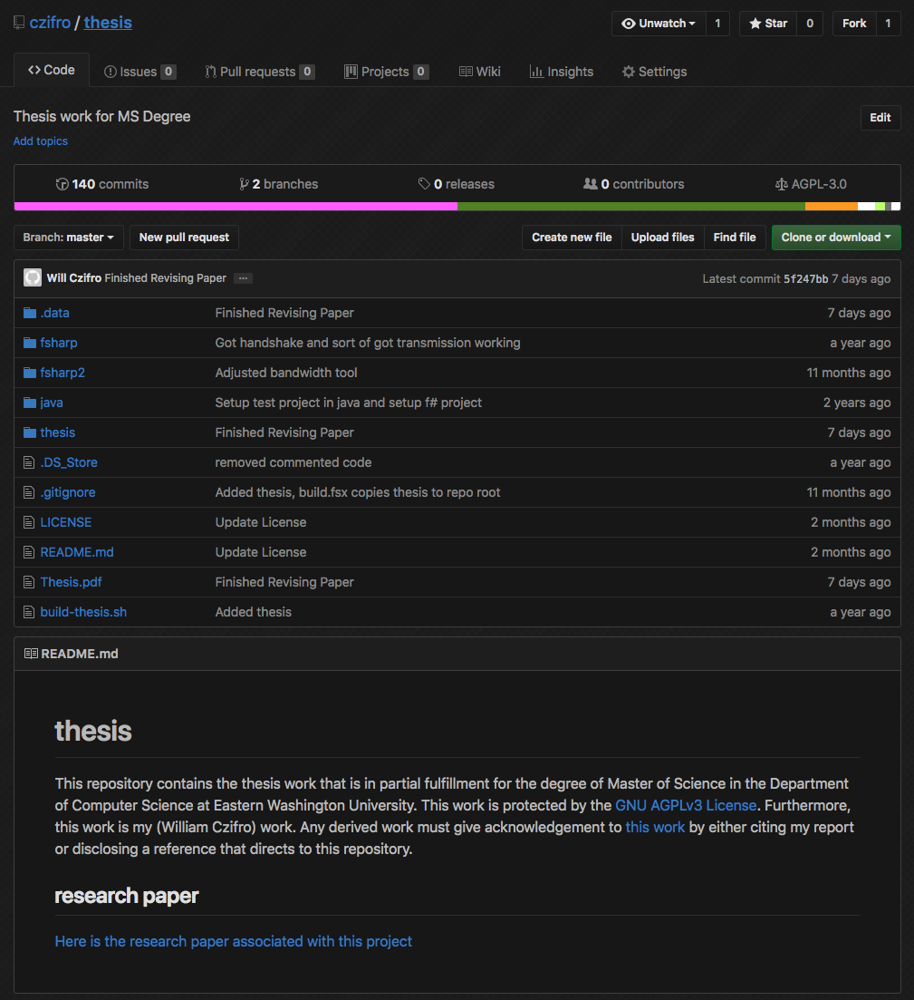 czifro / thesis Unwatch 1 Star 0 Fork 1
Code Issues 0 Pull requests 0 Projects 0 Wiki Insights Settings
Thesis work for MS Degree Edit
Add topics
140 commits 2 branches 0 releases 0 contributors AGPL-3.0
Branch: master New pull request Create new file Upload files Find file Clone or download
Will Czifro Finished Revising Paper ... Latest commit 5f247bb 7 days ago
.data Finished Revising Paper 7 days ago
fsharp Got handshake and sort of got transmission working a year ago
fsharp2 Adjusted bandwidth tool 11 months ago
java Setup test project in java and setup f# project 2 years ago
thesis Finished Revising Paper 7 days ago
.DS_Store removed commented code a year ago
.gitignore Added thesis, build.fsx copies thesis to repo root 11 months ago
LICENSE Update License 2 months ago
README.md Update License 2 months ago
Thesis.pdf Finished Revising Paper 7 days ago
build-thesis.sh Added thesis a year ago
README.md
thesis
This repository contains the thesis work that is in partial fulfillment for the degree of Master of Science in the Department
of Computer Science at Eastern Washington University. This work is protected by the GNU AGPLv3 License. Furthermore,
this work is my (William Czifro) work. Any derived work must give acknowledgement to this work by either citing my report
or disclosing a reference that directs to this repository.
research paper
Here is the research paper associated with this project